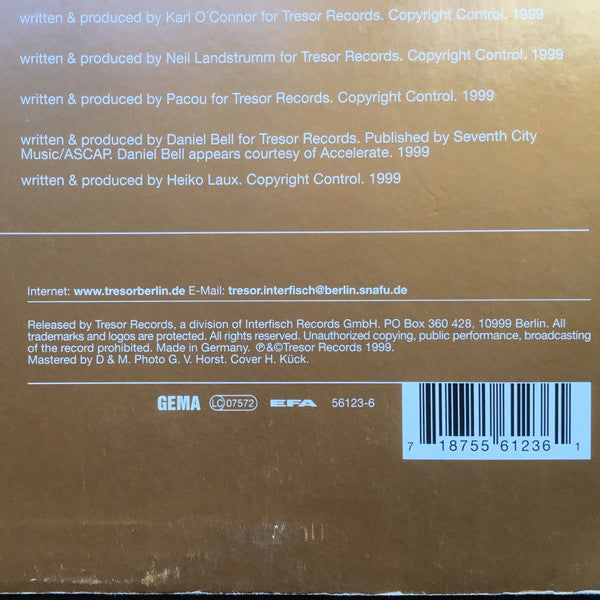 written & produced by Karl O'Connor for Tresor Records. Copyright Control. 1999
written & produced by Neil Landstrumm for Tresor Records. Copyright Control. 1999
written & produced by Pacou for Tresor Records. Copyright Control. 1999
written & produced by Daniel Bell for Tresor Records. Published by Seventh City
Music/ASCAP. Daniel Bell appears courtesy of Accelerate. 1999
written & produced by Heiko Laux. Copyright Control. 1999
Internet: www.tresorberlin.de E-Mail: tresor.interfisch@berlin.snafu.de
Released by Tresor Records, a division of Interfisch Records GmbH. PO Box 360 428, 10999 Berlin. All
trademarks and logos are protected. All rights reserved. Unauthorized copying, public performance, broadcasting
of the record prohibited. Made in Germany. ℗&©Tresor Records 1999.
Mastered by D & M. Photo G. V. Horst. Cover H. Kück.
GEMA LC 07572 EFA 56123-6
7 18755 61236 1